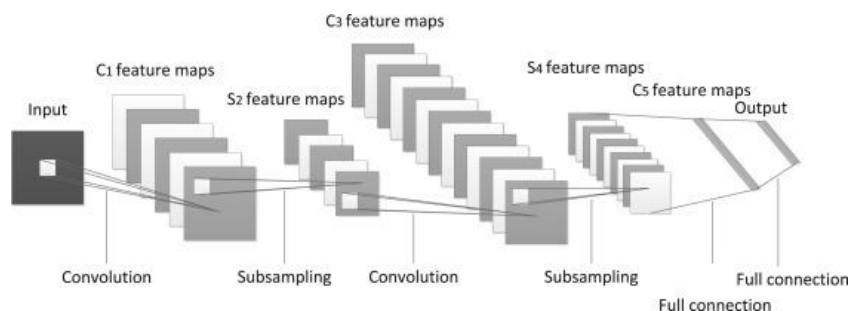 C3 feature maps
C1 feature maps
S4 feature maps
S2 feature maps
C5 feature maps
Input
Output
Convolution
Subsampling
Convolution
Subsampling
Full connection
Full connection